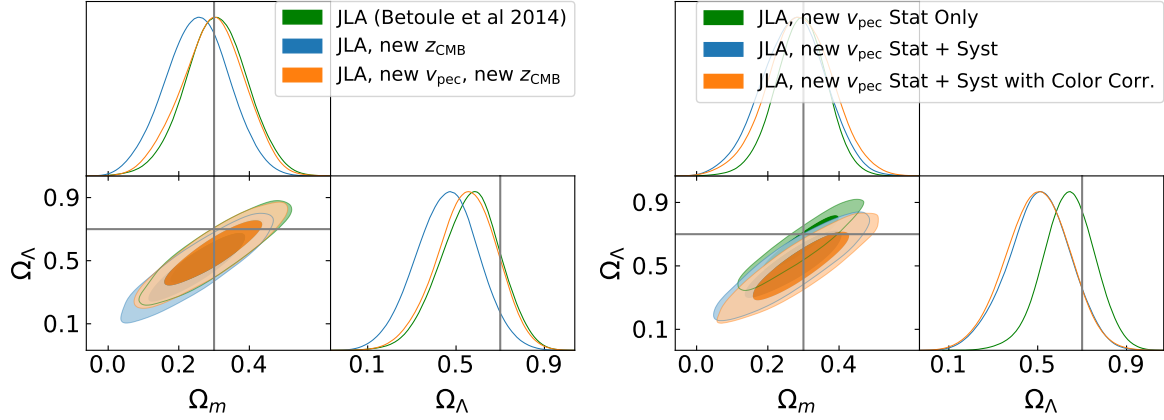 JLA (Betoule et al 2014)
JLA, new z_CMB
JLA, new v_pec, new z_CMB
0.9
0.5
0.1
Ω_Λ
0.0 0.2 0.4
Ω_m
0.1 0.5 0.9
Ω_Λ
JLA, new v_pec Stat Only
JLA, new v_pec Stat + Syst
JLA, new v_pec Stat + Syst with Color Corr.
0.9
0.5
0.1
Ω_Λ
0.0 0.2 0.4
Ω_m
0.1 0.5 0.9
Ω_Λ